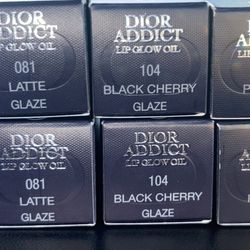 DIOR
ADDICT
LIP GLOW OIL
081
LATTE
GLAZE
DIOR
ADDICT
LIP GLOW OIL
104
BLACK CHERRY
GLAZE
DIOR
ADDICT
LIP GLOW OIL
081
LATTE
GLAZE
DIOR
ADDICT
LIP GLOW OIL
104
BLACK CHERRY
GLAZE